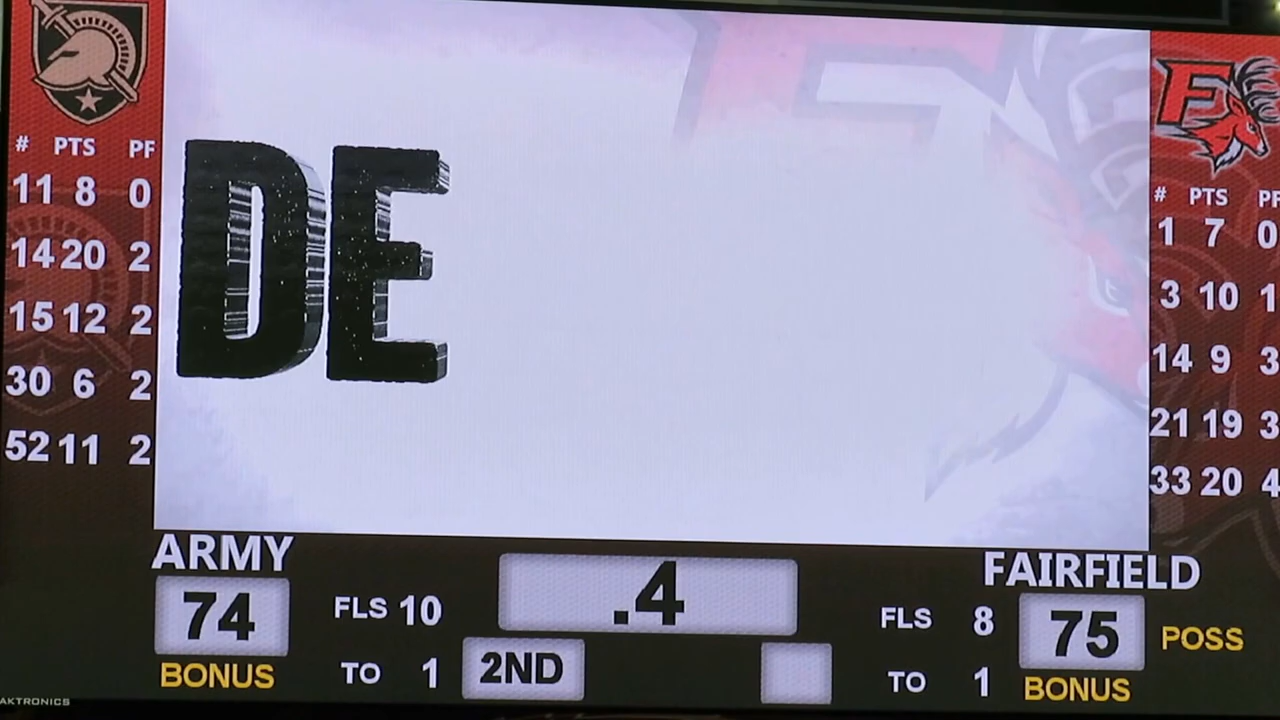 # PTS PF
11 8 0
14 20 2
15 12 2
30 6 2
52 11 2
DE
F
F
# PTS PF
1 7 0
3 10 1
14 9 3
21 19 3
33 20 4
ARMY
74
BONUS
FLS 10
TO 1
.4
2ND
FAIRFIELD
FLS 8
TO 1
75
BONUS
POSS
AKTRONICS